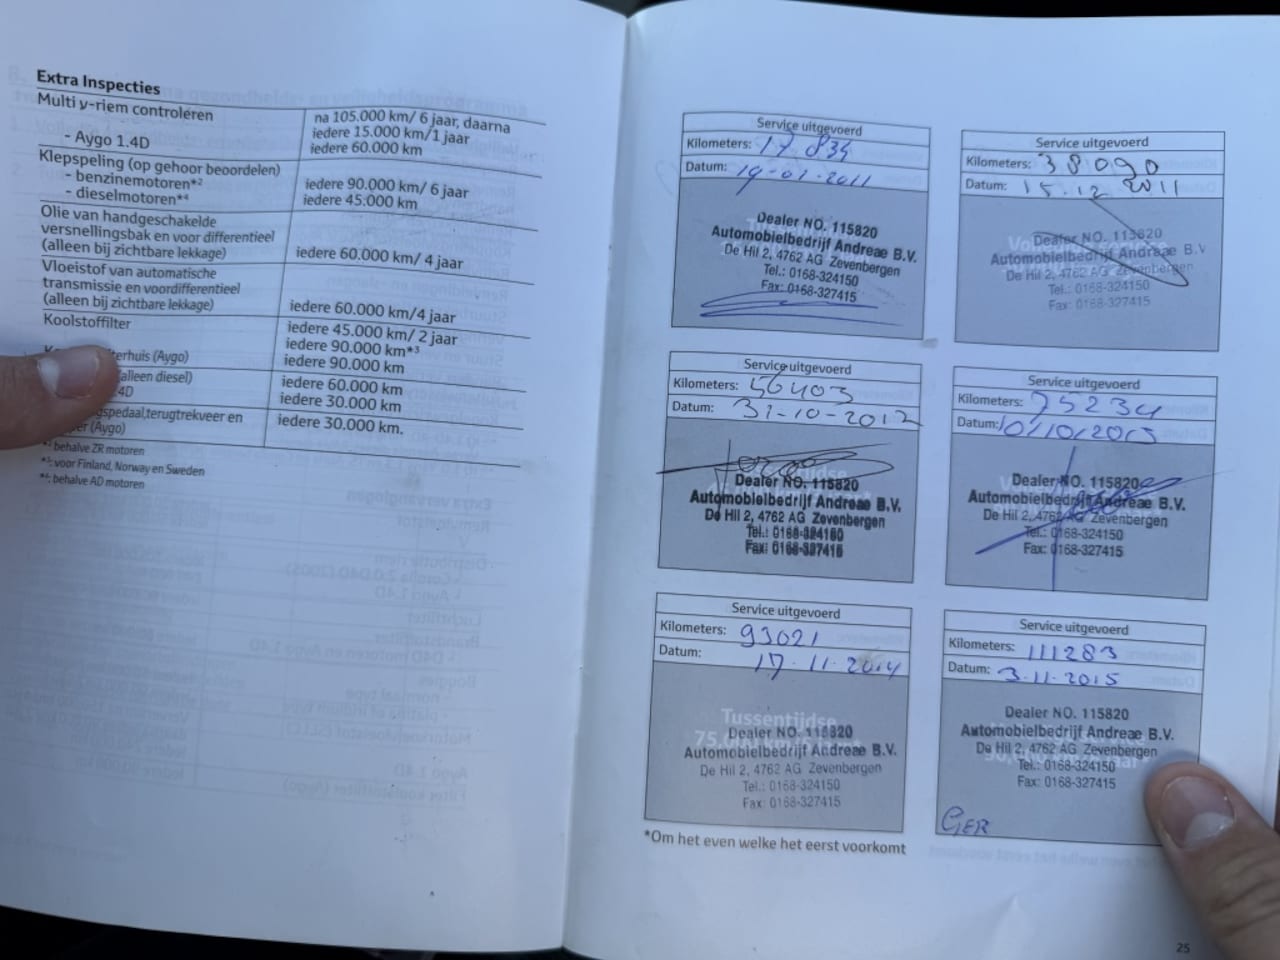 Extra Inspecties
Multi v-riem controleren
na 105.000 km/ 6 jaar, daarna
iedere 15.000 km/1 jaar
- Aygo 1.4D
iedere 60.000 km
Klepspeling (op gehoor beoordelen)
- benzinemotoren*²
iedere 90.000 km/ 6 jaar
- dieselmotoren*⁴
iedere 45.000 km
Olie van handgeschakelde
versnellingsbak en voor differentieel
(alleen bij zichtbare lekkage)
iedere 60.000 km/ 4 jaar
Vloeistof van automatische
transmissie en voordifferentieel
(alleen bij zichtbare lekkage)
iedere 60.000 km/4 jaar
Koolstoffilter
iedere 45.000 km/ 2 jaar
iedere 90.000 km*³
terhuis (Aygo)
iedere 90.000 km
(alleen diesel)
iedere 60.000 km
4D
iedere 30.000 km
gspedaal,terugtrekveer en
iedere 30.000 km.
(Aygo)
behalve ZR motoren
*³: voor Finland, Norway en Sweden
*⁴: behalve AD motoren
Service uitgevoerd
Kilometers: 17.834
Datum: 19-01-2011
Dealer NO. 115820
Automobielbedrijf Andreae B.V.
De Hil 2, 4762 AG Zevenbergen
Tel.: 0168-324150
Fax: 0168-327415
Service uitgevoerd
Kilometers: 38090
Datum: 15.12 2011
Dealer NO. 115820
Automobielbedrijf Andreae B.V
De Hil 2, 4762 AG Zevenbergen
Tel.: 0168-324150
Fax: 0168-327415
Service uitgevoerd
Kilometers: 56403
Datum: 31-10-2012
Dealer NO. 115820
Automobielbedrijf Andreae B.V.
De Hil 2, 4762 AG Zevenbergen
Tel.: 0168-324150
Fax: 0168-327415
Service uitgevoerd
Kilometers: 75234
Datum: 01/10/2013
Dealer NO. 115820
Automobielbedrijf Andreae B.V.
De Hil 2, 4762 AG Zevenbergen
Tel.: 0168-324150
Fax: 0168-327415
Service uitgevoerd
Kilometers: 93021
Datum: 17.11.2014
Tussentijdse
Dealer NO. 115820
Automobielbedrijf Andreae B.V.
De Hil 2, 4762 AG Zevenbergen
Tel.: 0168-324150
Fax: 0168-327415
Service uitgevoerd
Kilometers: 111283
Datum: 3.11.2015
Dealer NO. 115820
Automobielbedrijf Andreae B.V.
De Hil 2, 4762 AG Zevenbergen
Tel.: 0168-324150
Fax: 0168-327415
GER
*Om het even welke het eerst voorkomt
25